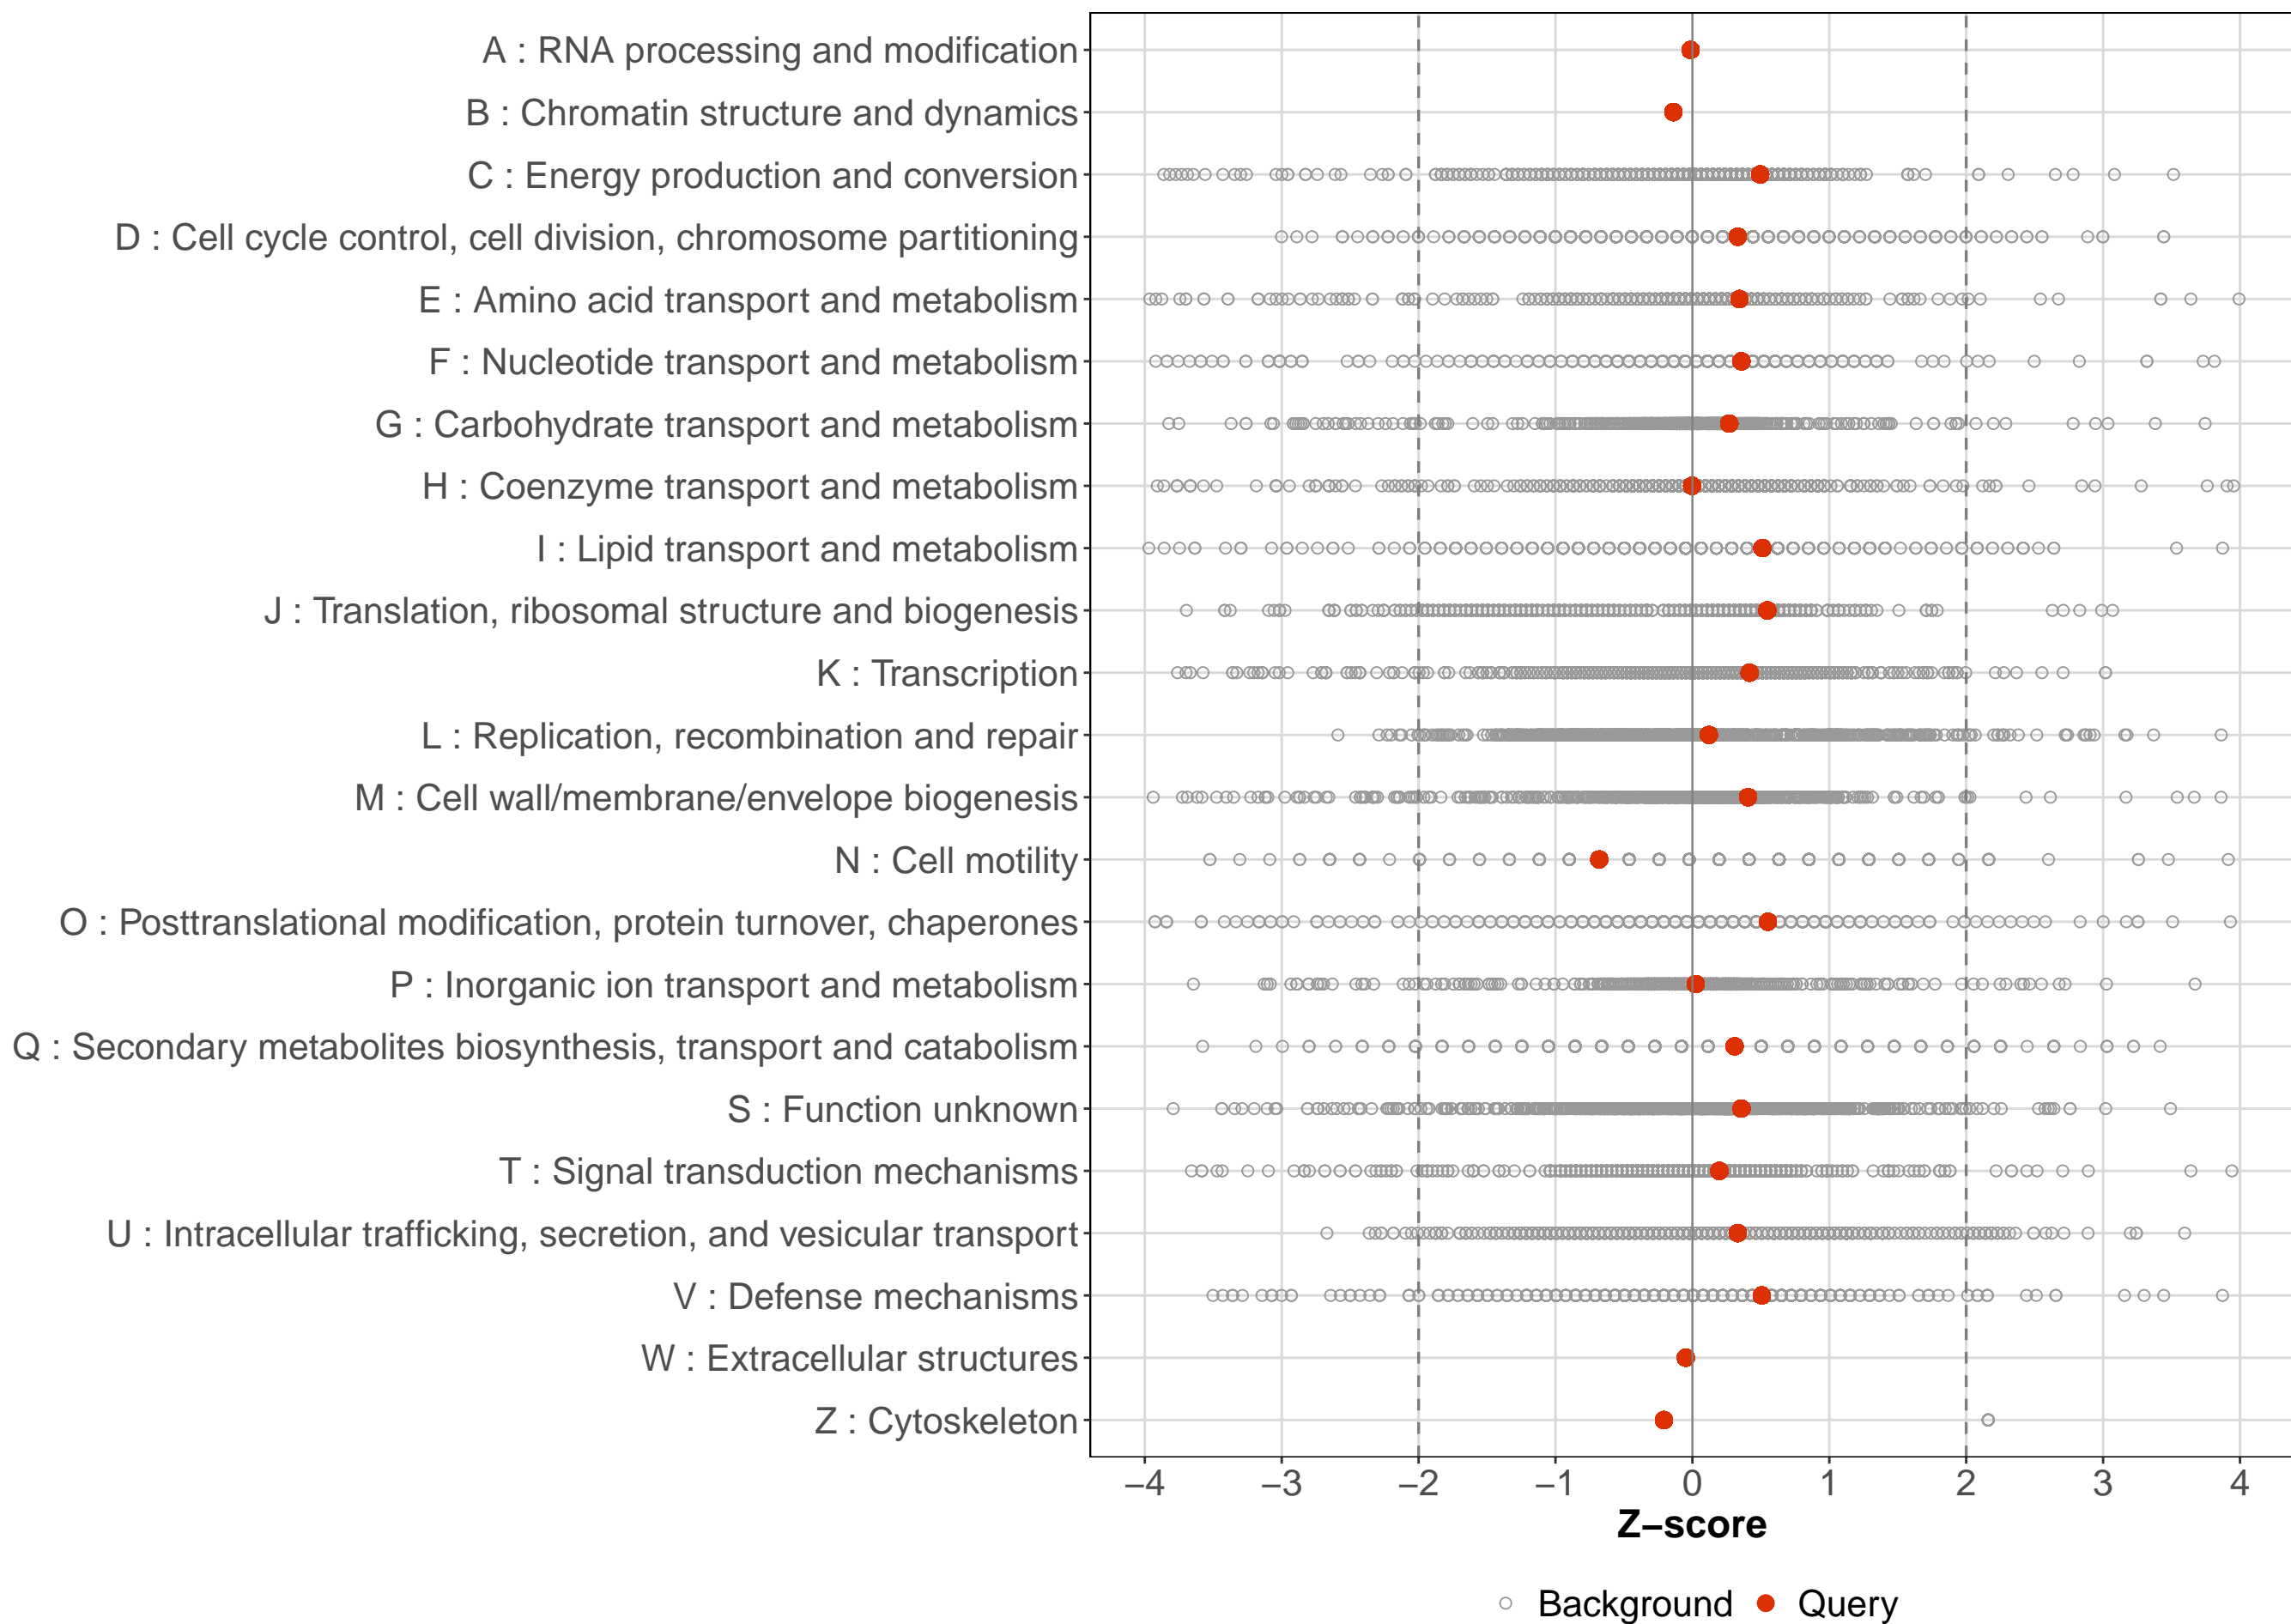 A : RNA processing and modification
B : Chromatin structure and dynamics
C : Energy production and conversion
D : Cell cycle control, cell division, chromosome partitioning
E : Amino acid transport and metabolism
F : Nucleotide transport and metabolism
G : Carbohydrate transport and metabolism
H : Coenzyme transport and metabolism
I : Lipid transport and metabolism
J : Translation, ribosomal structure and biogenesis
K : Transcription
L : Replication, recombination and repair
M : Cell wall/membrane/envelope biogenesis
N : Cell motility
O : Posttranslational modification, protein turnover, chaperones
P : Inorganic ion transport and metabolism
Q : Secondary metabolites biosynthesis, transport and catabolism
S : Function unknown
T : Signal transduction mechanisms
U : Intracellular trafficking, secretion, and vesicular transport
V : Defense mechanisms
W : Extracellular structures
Z : Cytoskeleton
−4 −3 −2 −1 0 1 2 3 4
Z−score
Background Query